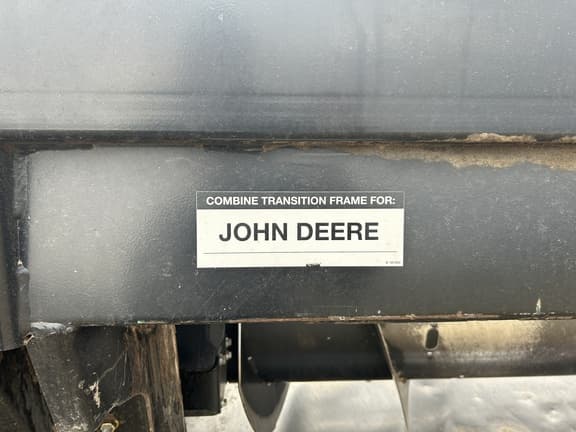 COMBINE TRANSITION FRAME FOR:
JOHN DEERE